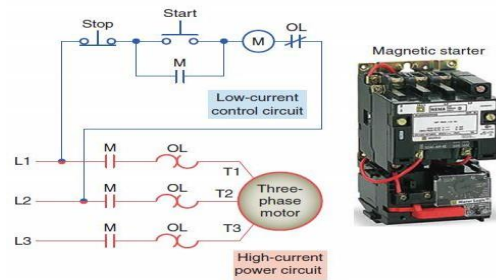 Start
Stop
OL
M
M
Magnetic starter
Low-current
control circuit
L1
M
OL
T1
L2
M
OL
T2
Three-
phase
motor
L3
M
OL
T3
High-current
power circuit